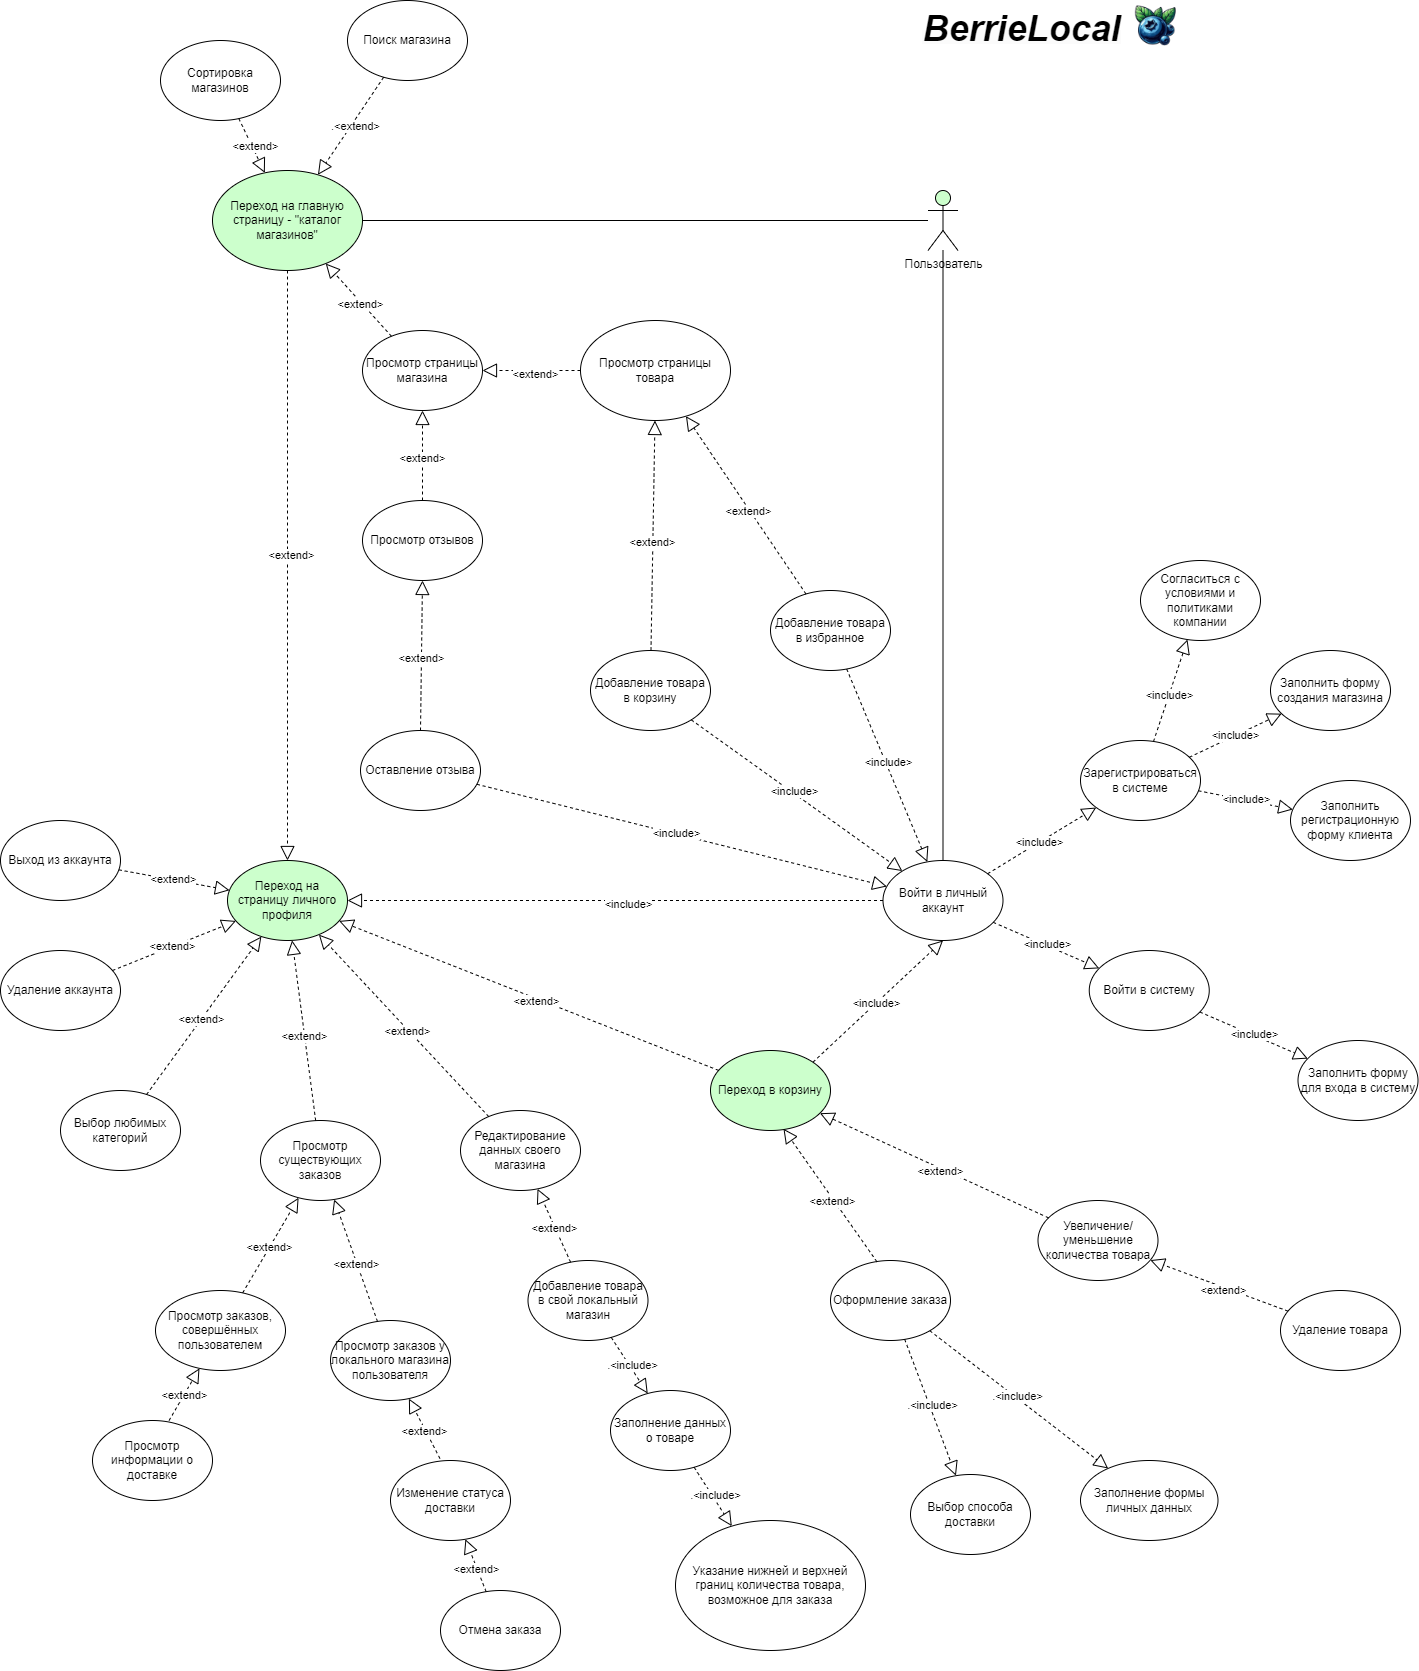 BerrieLocal
Поиск магазина
Сортировка
магазинов
.<extend>
<extend>
Переход на главную
страницу - "каталог
магазинов"
Пользователь
<extend>
Просмотр страницы
магазина
<extend>
Просмотр страницы
товара
<extend>
<extend>
<extend>
Просмотр отзывов
<extend>
<extend>
Согласиться с
условиями и
политиками
компании
Добавление товара
в избранное
Добавление товара
в корзину
<extend>
Заполнить форму
создания магазина
<include>
<include>
Оставление отзыва
<include>
Зарегистрироваться
в системе
<include>
<include>
Заполнить
регистрационную
форму клиента
<include>
<include>
Выход из аккаунта
<extend>
Переход на
страницу личного
профиля
<include>
Войти в личный
аккаунт
<extend>
<include>
Удаление аккаунта
Войти в систему
<extend>
<extend>
<extend>
<extend>
<include>
<include>
Заполнить форму
для входа в систему
Переход в корзину
Выбор любимых
категорий
Просмотр
существующих
заказов
Редактирование
данных своего
магазина
<extend>
<extend>
Увеличение/
уменьшение
количества товара
<extend>
<extend>
<extend>
<extend>
Добавление товара
в свой локальный
магазин
Оформление заказа
Удаление товара
Просмотр заказов,
совершённых
пользователем
Просмотр заказов у
локального магазина
пользователя
.<include>
<extend>
.<include>
.<include>
<extend>
Заполнение данных
о товаре
Просмотр
информации о
доставке
Изменение статуса
доставки
.<include>
Выбор способа
доставки
Заполнение формы
личных данных
<extend>
Указание нижней и верхней
границ количества товара,
возможное для заказа
Отмена заказа